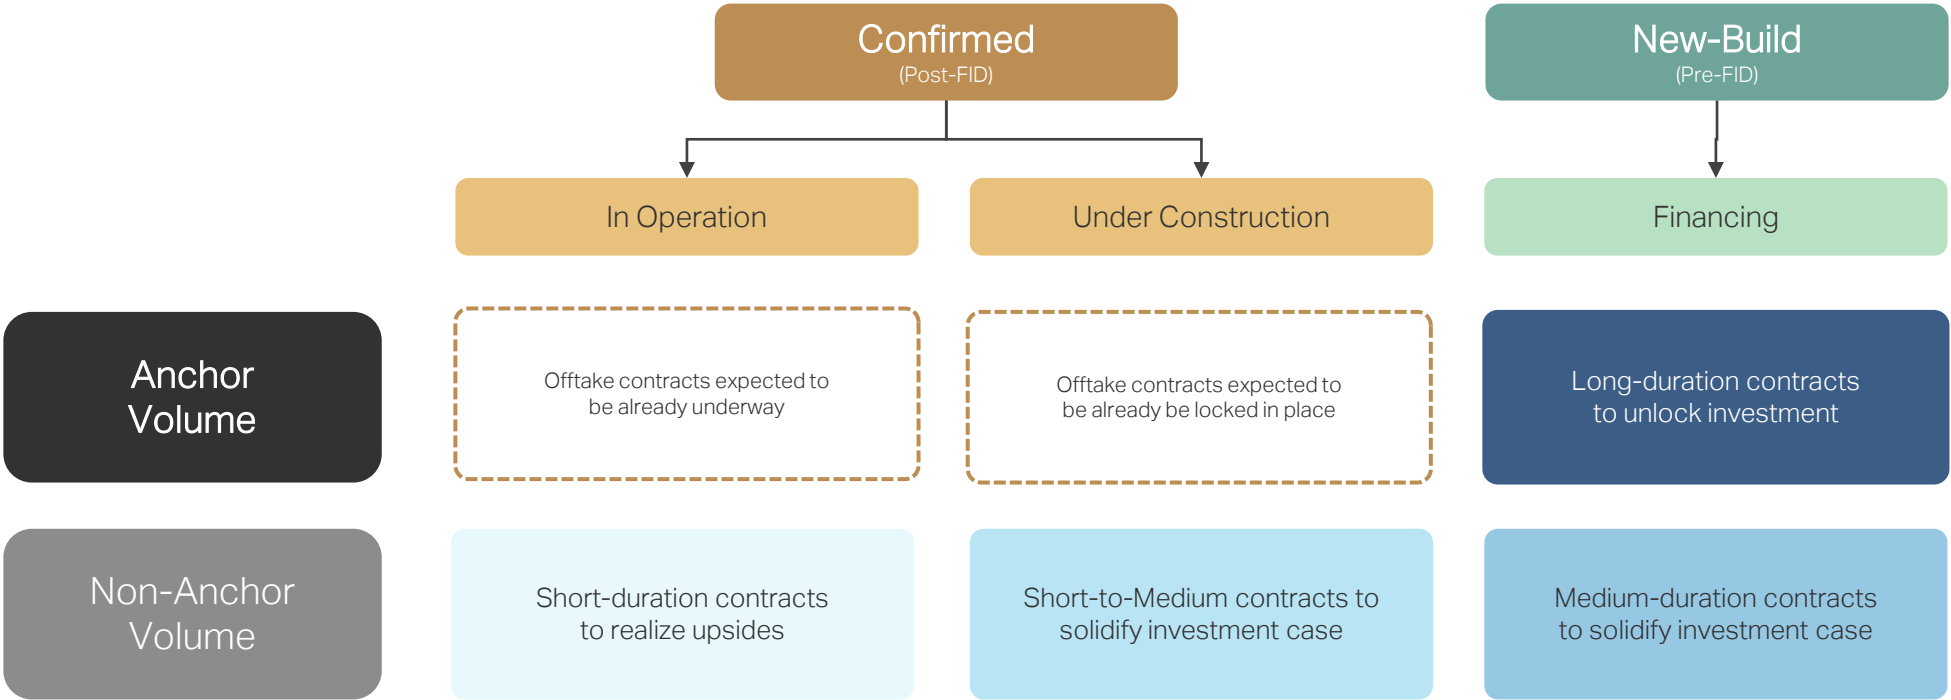 Confirmed
(Post-FID)
New-Build
(Pre-FID)
In Operation
Under Construction
Financing
Anchor
Volume
Offtake contracts expected to
be already underway
Offtake contracts expected to
be already be locked in place
Long-duration contracts
to unlock investment
Non-Anchor
Volume
Short-duration contracts
to realize upsides
Short-to-Medium contracts to
solidify investment case
Medium-duration contracts
to solidify investment case